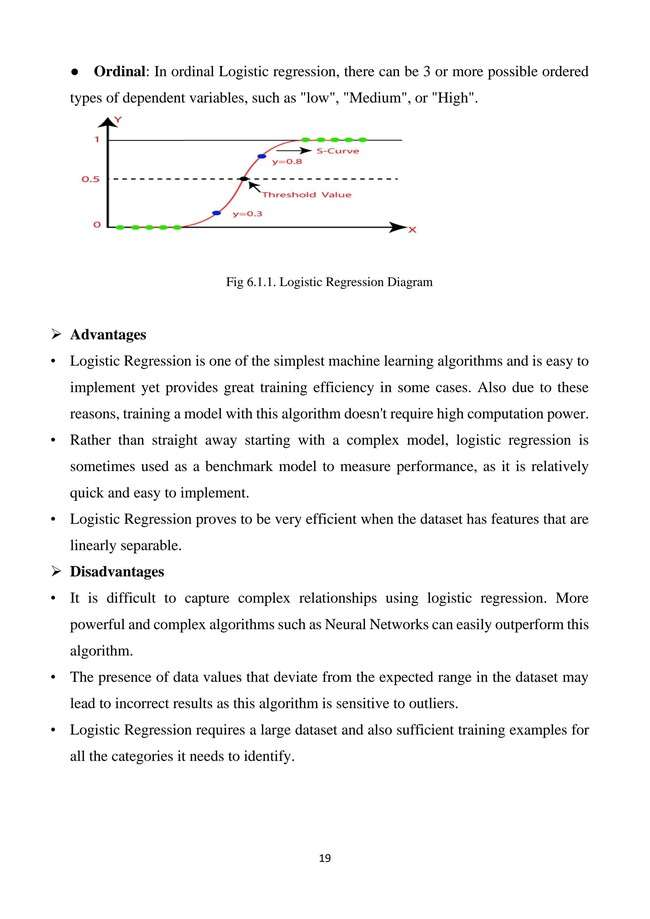 ● Ordinal: In ordinal Logistic regression, there can be 3 or more possible ordered
types of dependent variables, such as "low", "Medium", or "High".
Y
1
S-Curve
y=0.8
0.5
Threshold Value
y=0.3
0
X
Fig 6.1.1. Logistic Regression Diagram
➢ Advantages
• Logistic Regression is one of the simplest machine learning algorithms and is easy to
implement yet provides great training efficiency in some cases. Also due to these
reasons, training a model with this algorithm doesn't require high computation power.
• Rather than straight away starting with a complex model, logistic regression is
sometimes used as a benchmark model to measure performance, as it is relatively
quick and easy to implement.
• Logistic Regression proves to be very efficient when the dataset has features that are
linearly separable.
➢ Disadvantages
• It is difficult to capture complex relationships using logistic regression. More
powerful and complex algorithms such as Neural Networks can easily outperform this
algorithm.
• The presence of data values that deviate from the expected range in the dataset may
lead to incorrect results as this algorithm is sensitive to outliers.
• Logistic Regression requires a large dataset and also sufficient training examples for
all the categories it needs to identify.
19